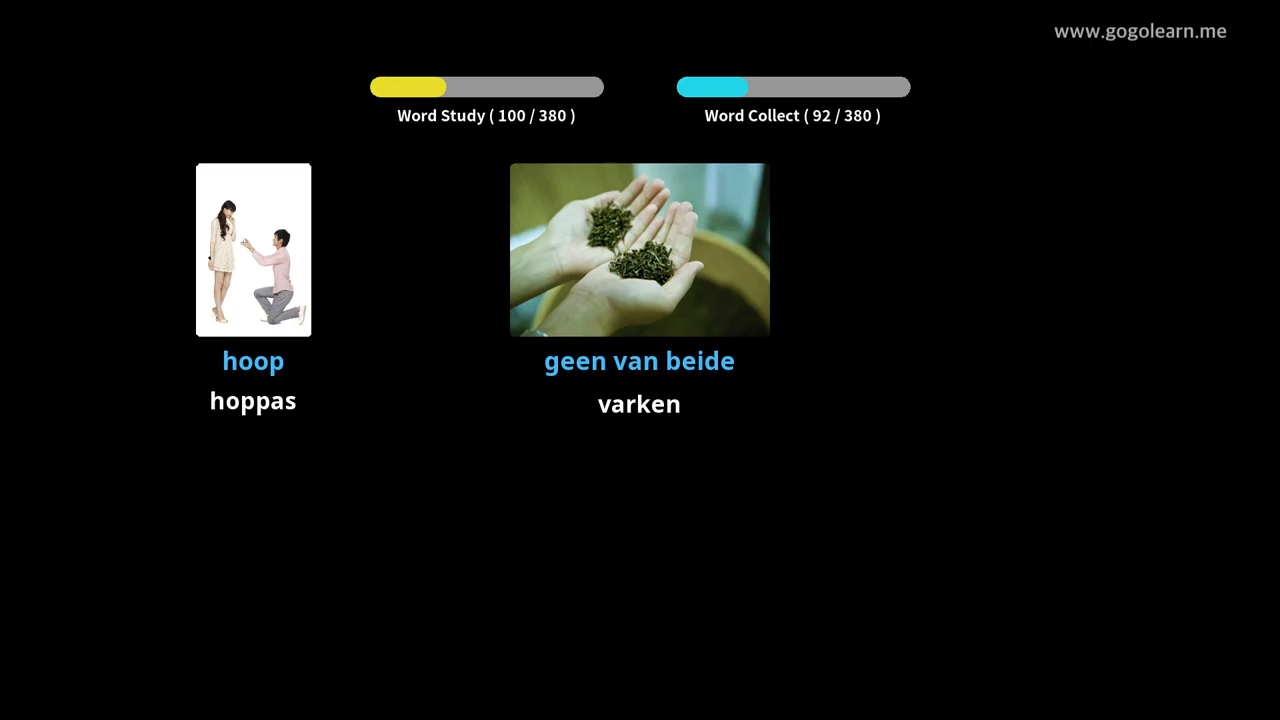 www.gogolearn.me
Word Study ( 100 / 380 )
Word Collect ( 92 / 380 )
hoop
geen van beide
hoppas
varken